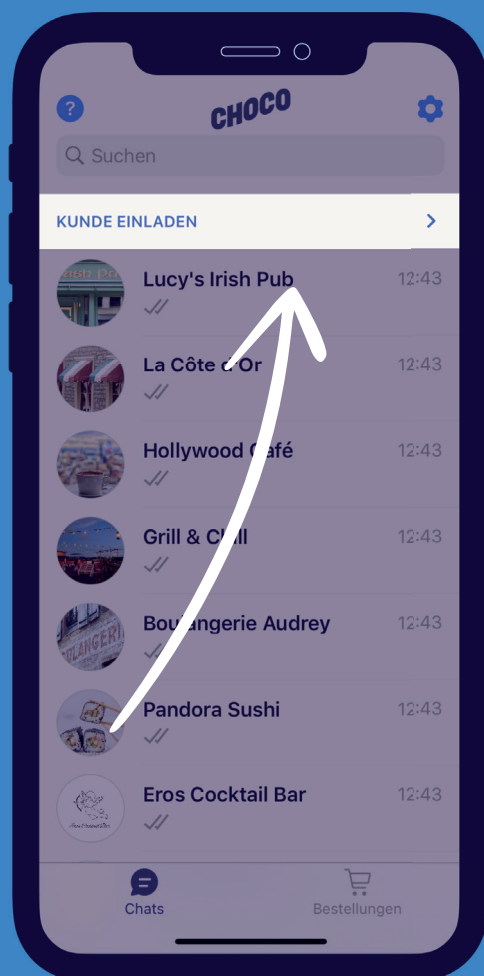 ?
CHOCO
Suchen
KUNDE EINLADEN
Lucy's Irish Pub 12:43
La Côte d'Or 12:43
Hollywood Café 12:43
Grill & Chill 12:43
Boulangerie Audrey 12:43
Pandora Sushi 12:43
Eros Cocktail Bar 12:43
Chats Bestellungen